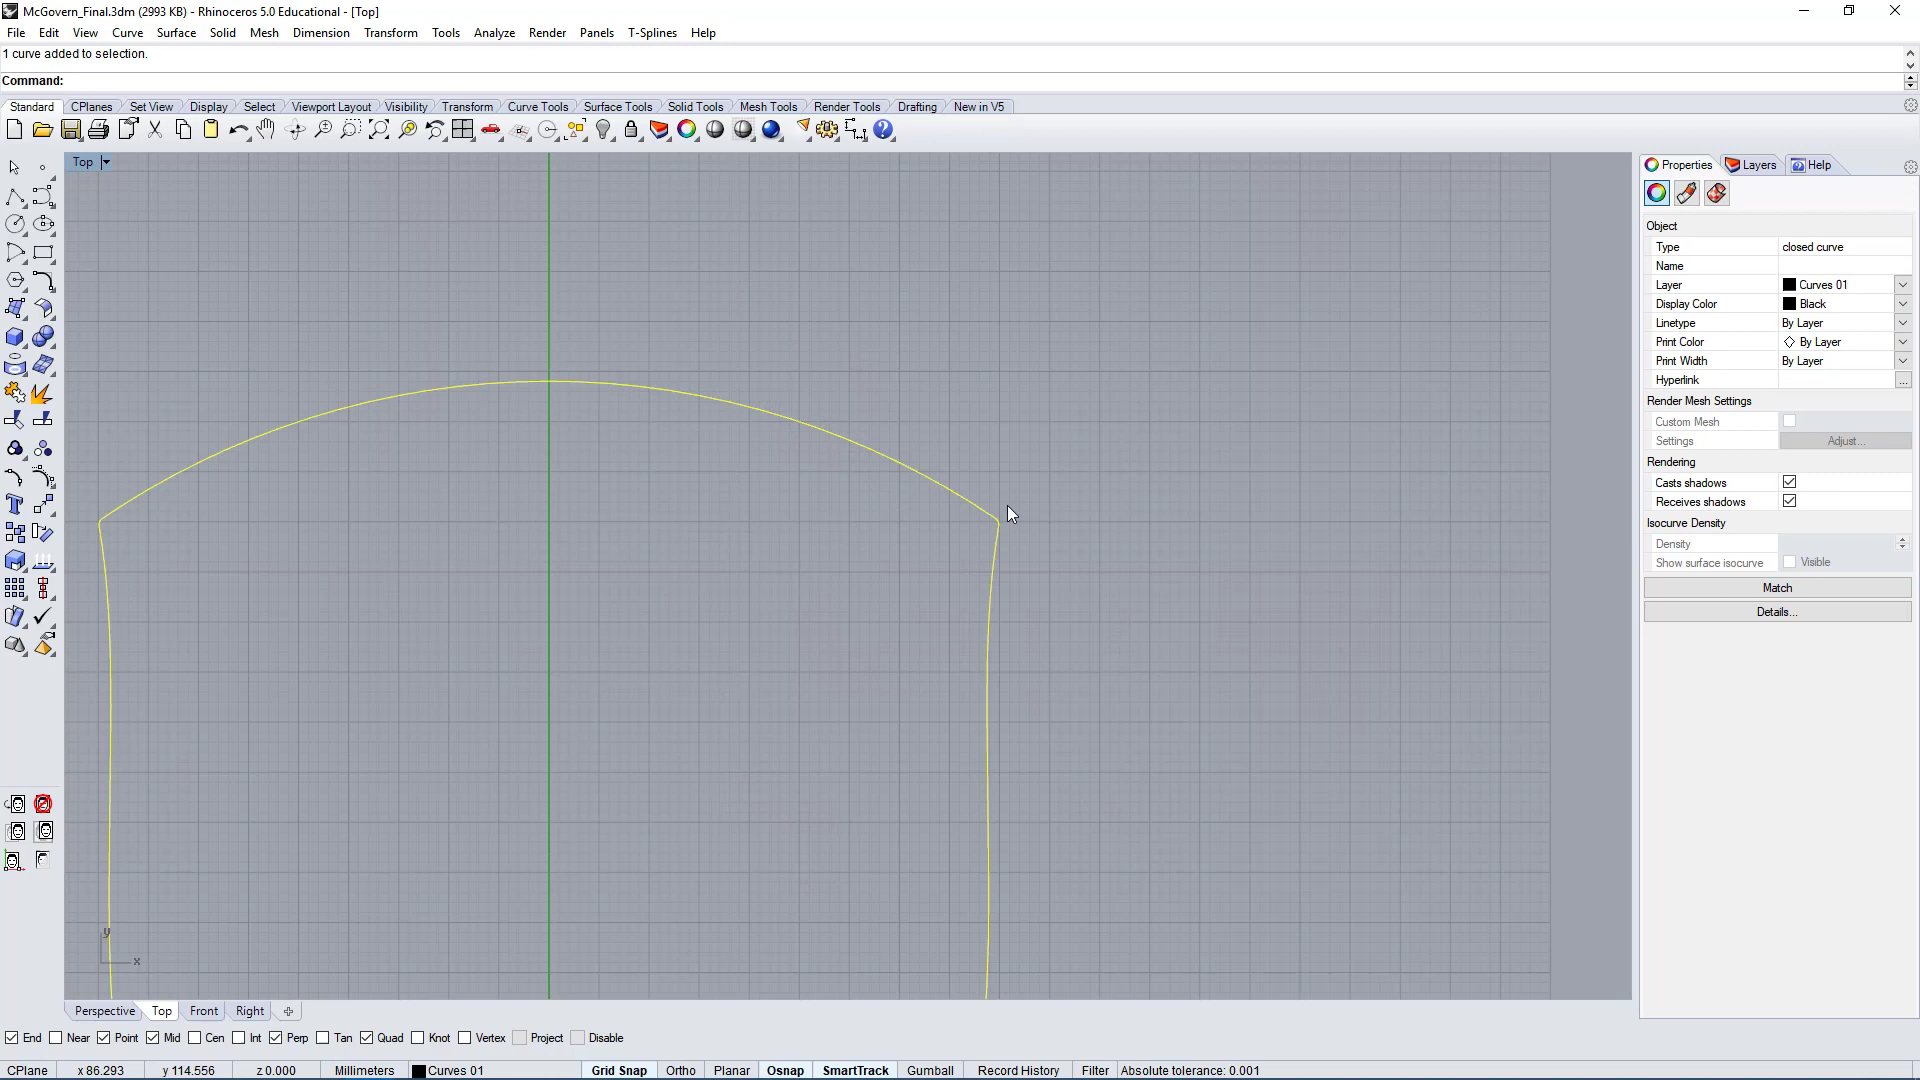 McGovern_Final.3dm (2993 KB) - Rhinoceros 5.0 Educational - [Top]
File Edit View Curve Surface Solid Mesh Dimension Transform Tools Analyze Render Panels T-Splines Help
1 curve added to selection.
Command:
Standard CPlanes Set View Display Select Viewport Layout Visibility Transform Curve Tools Surface Tools Solid Tools Mesh Tools Render Tools Drafting New in V5
Top
Properties Layers Help
Object
Type closed curve
Name
Layer Curves 01
Display Color Black
Linetype By Layer
Print Color By Layer
Print Width By Layer
Hyperlink ...
Render Mesh Settings
Custom Mesh
Settings Adjust...
Rendering
Casts shadows
Receives shadows
Isocurve Density
Density
Show surface isocurve Visible
Match
Details...
y
x
Perspective Top Front Right
End Near Point Mid Cen Int Perp Tan Quad Knot Vertex Project Disable
CPlane x 86.293 y 114.556 z 0.000 Millimeters Curves 01 Grid Snap Ortho Planar Osnap SmartTrack Gumball Record History Filter Absolute tolerance: 0.001